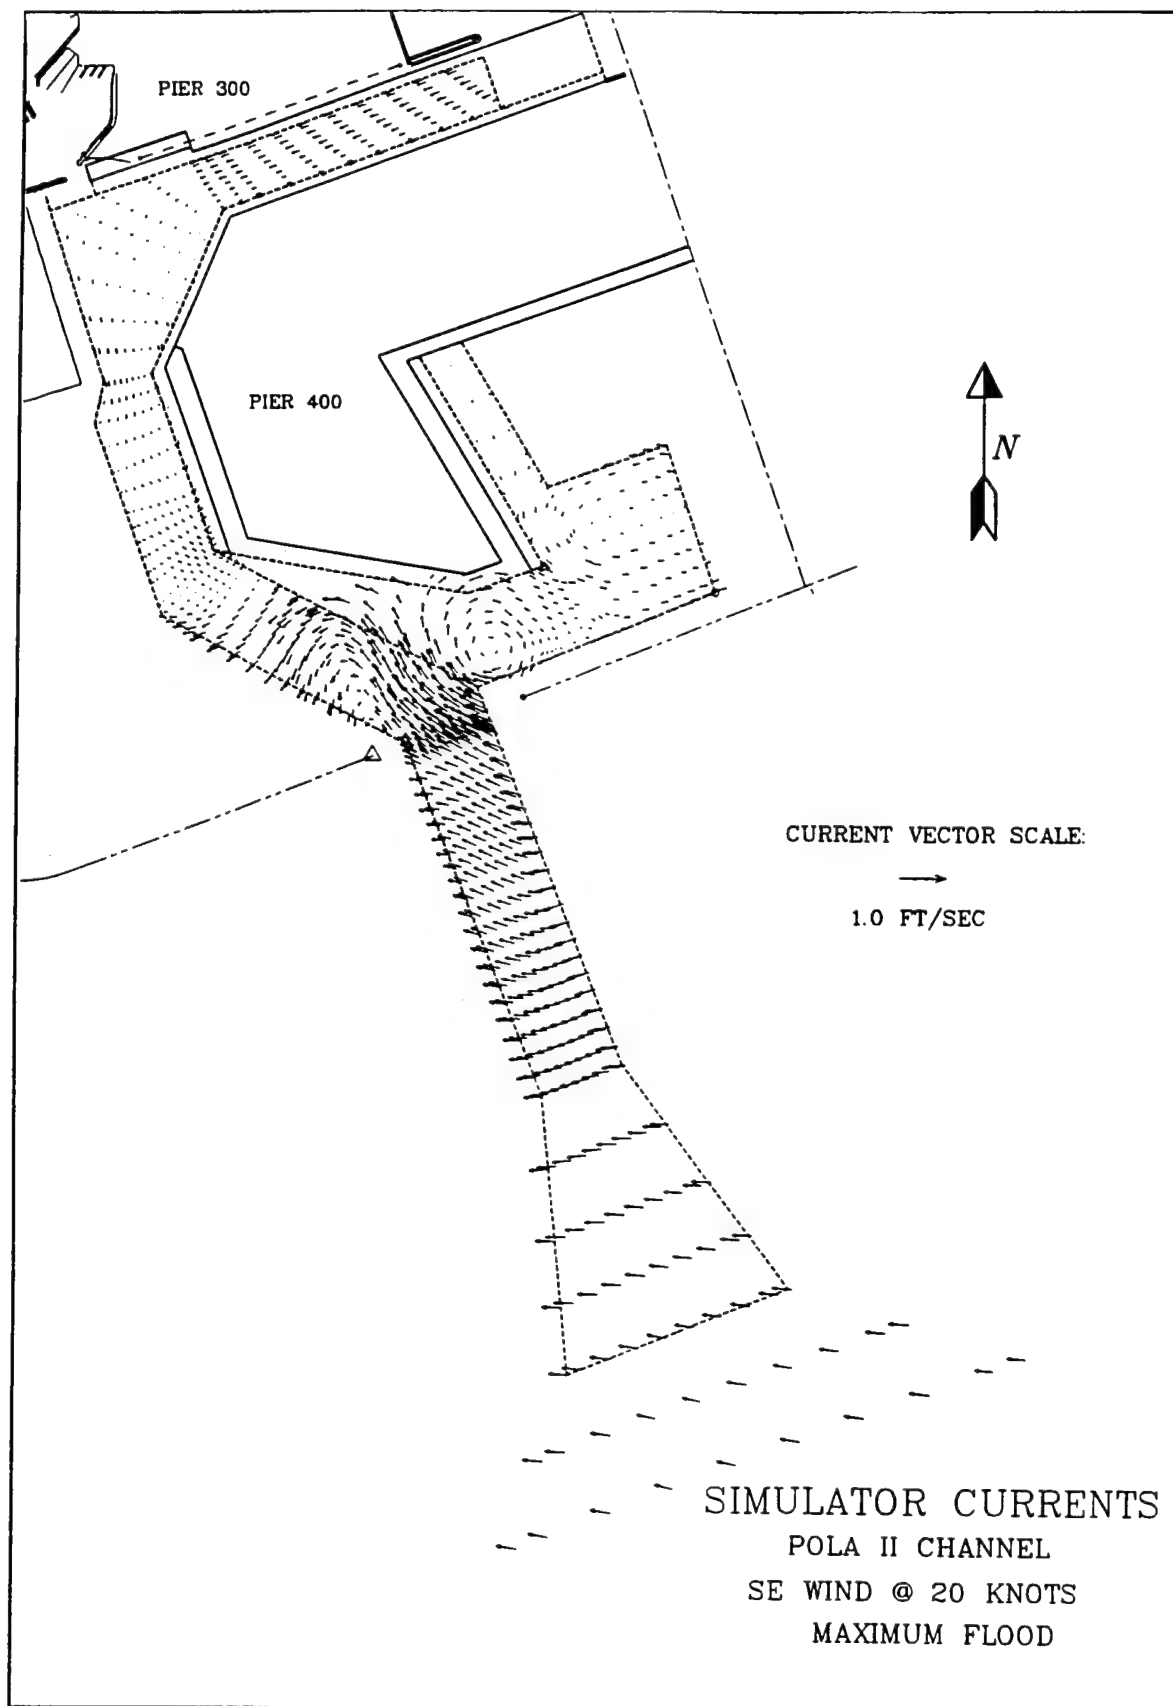 PIER 300
PIER 400
N
CURRENT VECTOR SCALE:
1.0 FT/SEC
SIMULATOR CURRENTS
POLA II CHANNEL
SE WIND @ 20 KNOTS
MAXIMUM FLOOD